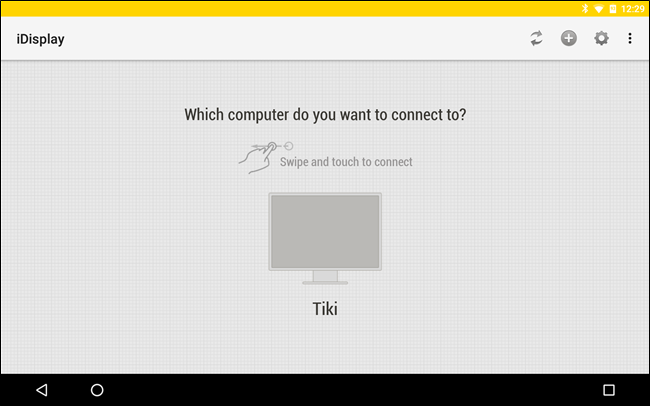 12:29
iDisplay
Which computer do you want to connect to?
Swipe and touch to connect
Tiki